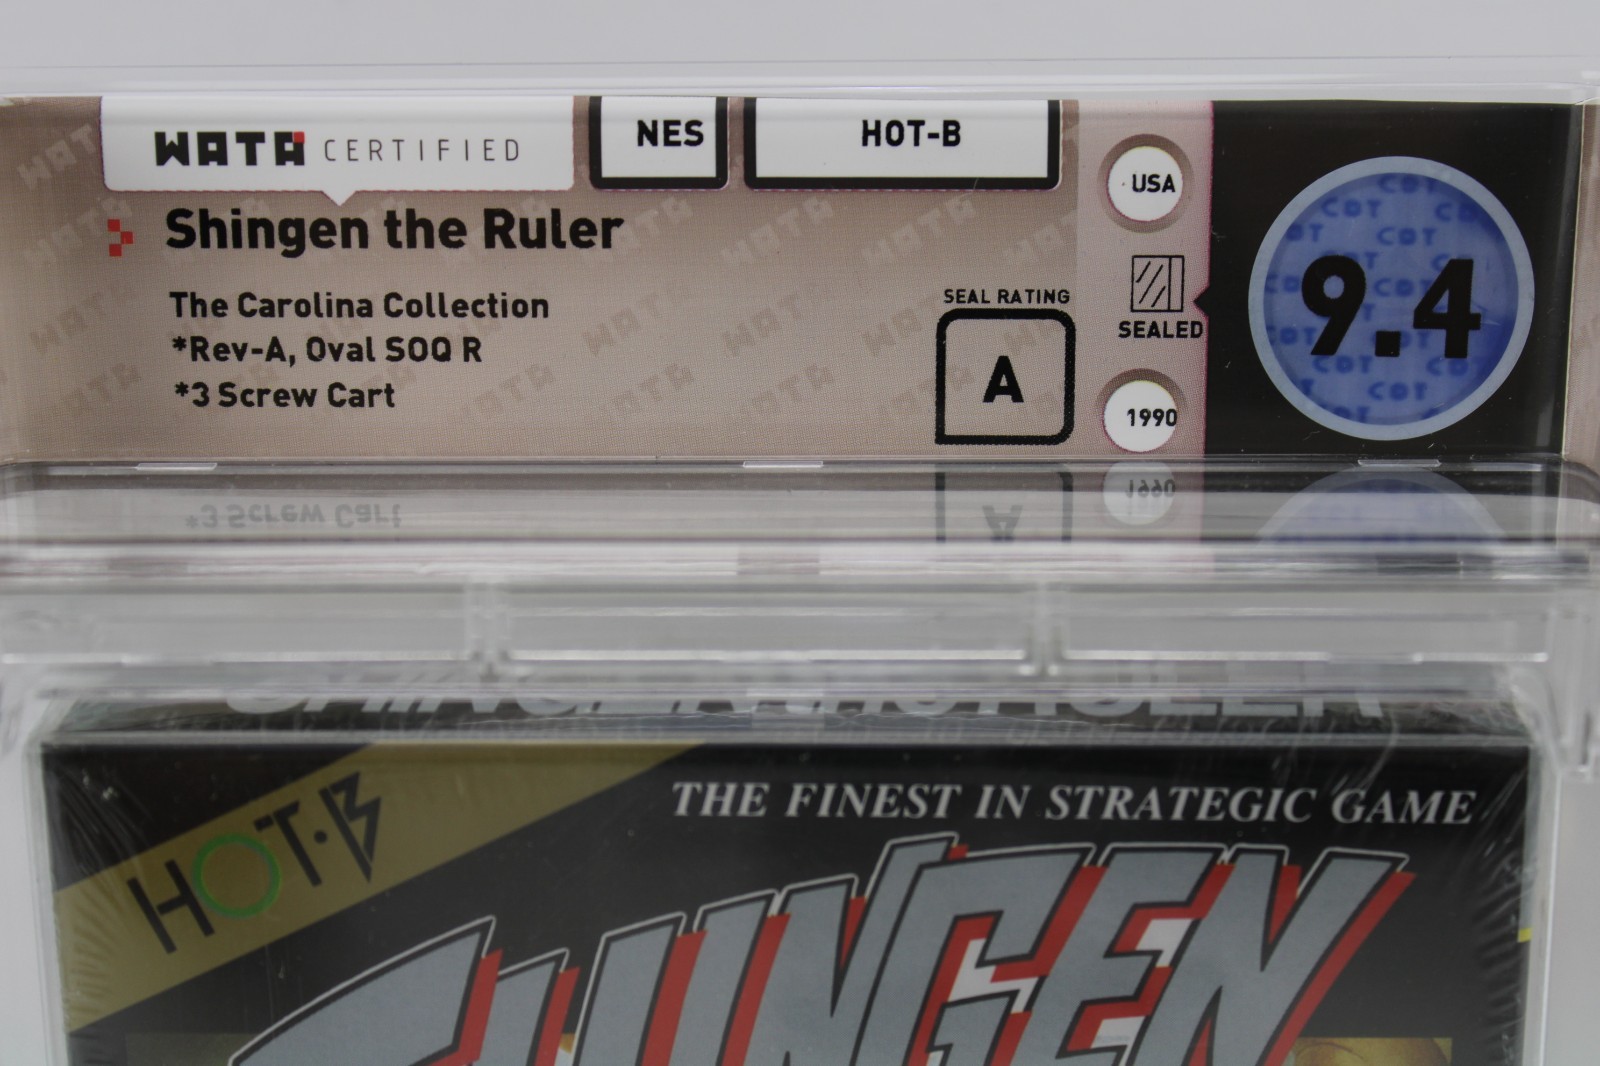 WATA CERTIFIED
NES
HOT-B
Shingen the Ruler
The Carolina Collection
*Rev-A, Oval SOQ R
*3 Screw Cart
SEAL RATING
A
USA
SEALED
1990
9.4
HOT·B
THE FINEST IN STRATEGIC GAME
SHINGEN